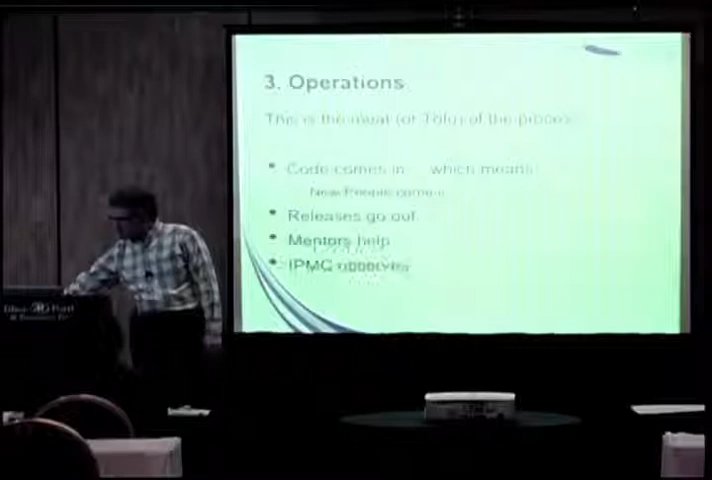 3. Operations
This is the meat (or Tofu) of the process
Code comes in... which means
New People come in
Releases go out
Mentors help
IPMC observes